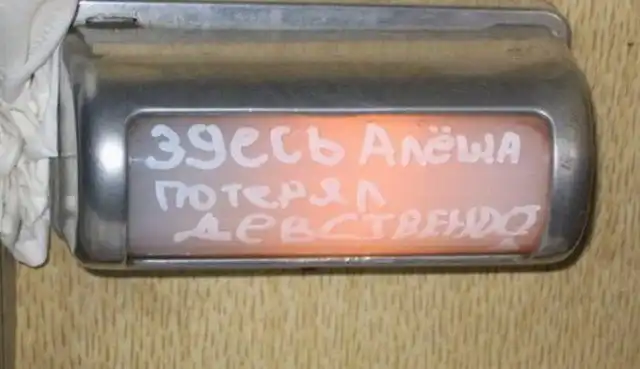 здесь Алёша
потерял
девственно